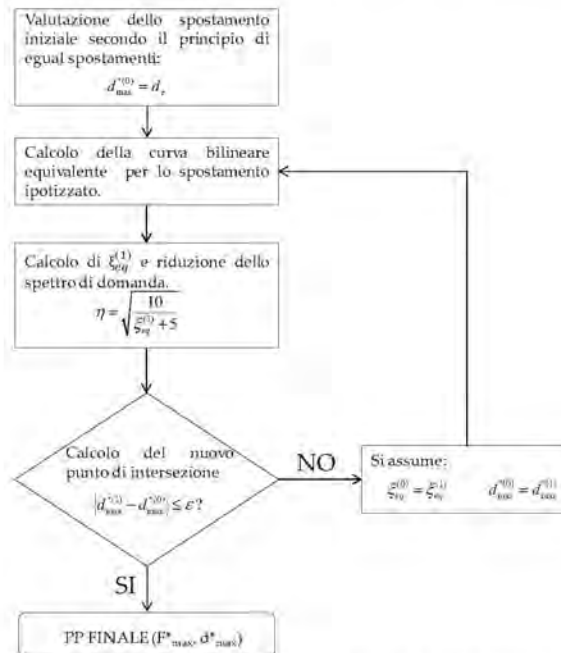 Valutazione dello spostamento
iniziale secondo il principio di
egual spostamenti:
d*(0)max = de
Calcolo della curva bilineare
equivalente per lo spostamento
ipotizzato.
Calcolo di ξ(1)eq e riduzione dello
spettro di domanda.
η = √10/ξ(1)eq + 5
Calcolo del nuovo
punto di intersezione
|d*(1)max − d*(0)max| ≤ ε?
NO
Si assume:
ξ(0)eq = ξ(1)eq d*(0)max = d*(1)max
SI
PP FINALE (F*max, d*max)